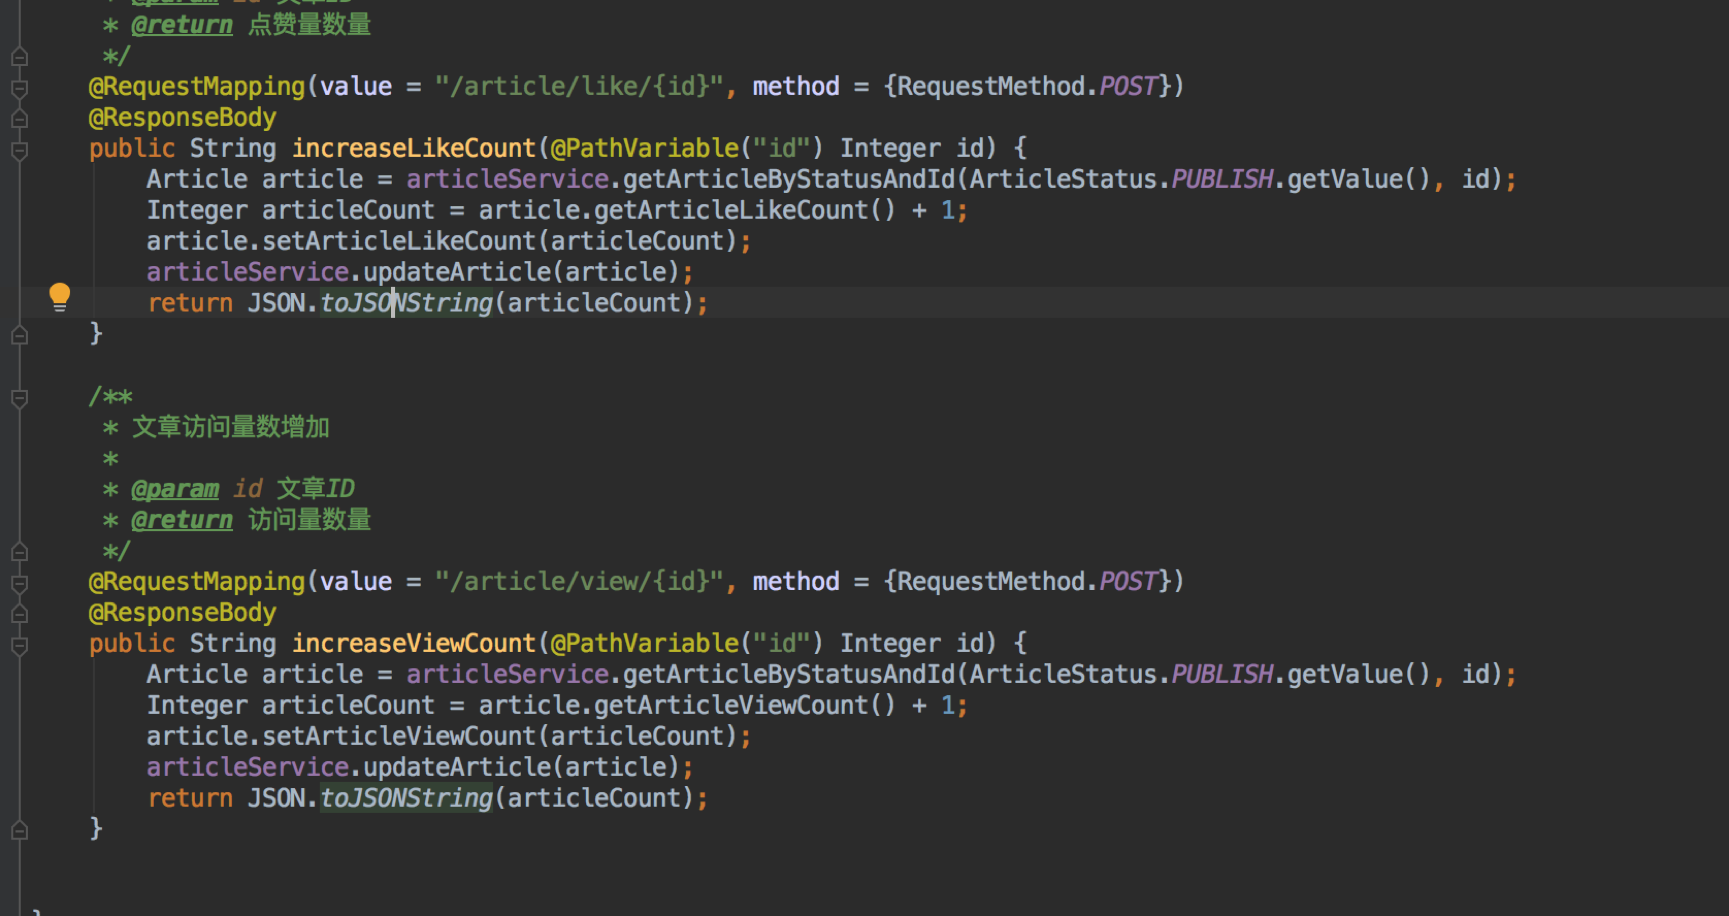 * @param id 文章ID
* @return 点赞量数量
*/
@RequestMapping(value = "/article/like/{id}", method = {RequestMethod.POST})
@ResponseBody
public String increaseLikeCount(@PathVariable("id") Integer id) {
Article article = articleService.getArticleByStatusAndId(ArticleStatus.PUBLISH.getValue(), id);
Integer articleCount = article.getArticleLikeCount() + 1;
article.setArticleLikeCount(articleCount);
articleService.updateArticle(article);
return JSON.toJSONString(articleCount);
}
/**
* 文章访问量数增加
*
* @param id 文章ID
* @return 访问量数量
*/
@RequestMapping(value = "/article/view/{id}", method = {RequestMethod.POST})
@ResponseBody
public String increaseViewCount(@PathVariable("id") Integer id) {
Article article = articleService.getArticleByStatusAndId(ArticleStatus.PUBLISH.getValue(), id);
Integer articleCount = article.getArticleViewCount() + 1;
article.setArticleViewCount(articleCount);
articleService.updateArticle(article);
return JSON.toJSONString(articleCount);
}
}